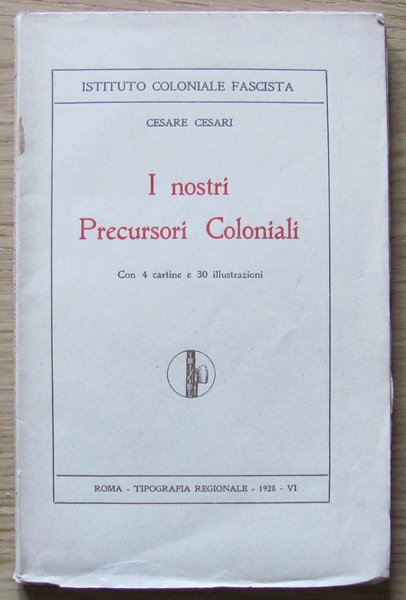 ISTITUTO COLONIALE FASCISTA
CESARE CESARI
I nostri
Precursori Coloniali
Con 4 cartine e 30 illustrazioni
ROMA - TIPOGRAFIA REGIONALE - 1928 - VI